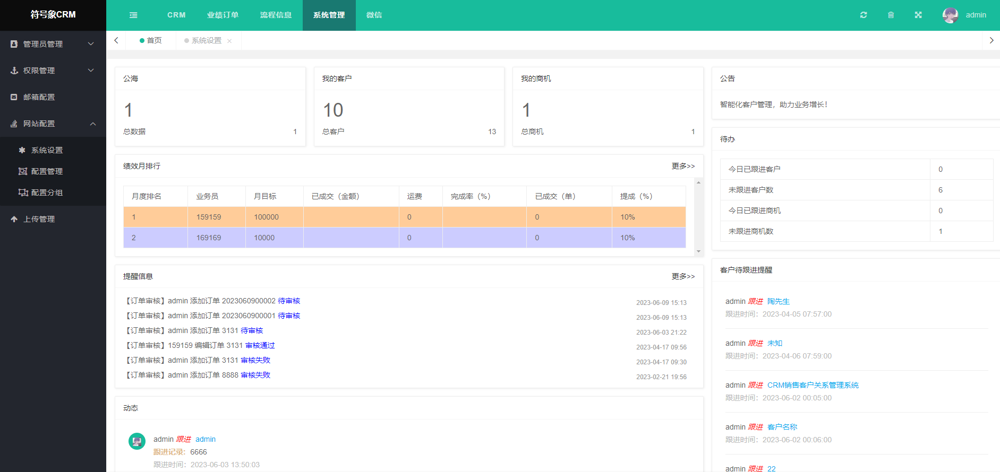 符号象CRM
CRM
业绩订单
流程信息
系统管理
微信
admin
管理员管理
权限管理
邮箱配置
网站配置
系统设置
配置管理
配置分组
上传管理
首页
系统设置
公海
1
总数据 1
我的客户
10
总客户 13
我的商机
1
总商机 1
公告
智能化客户管理，助力业务增长！
绩效月排行 更多>>
月度排名 业务员 月目标 已成交（金额） 运费 完成率（%） 已成交（单） 提成（%）
1 159159 100000 0 0 10%
2 169169 10000 0 0 10%
待办
今日已跟进客户 0
未跟进客户数 6
今日已跟进商机 0
未跟进商机数 1
提醒信息 更多>>
【订单审核】admin 添加订单 2023060900002 待审核 2023-06-09 15:13
【订单审核】admin 添加订单 2023060900001 待审核 2023-06-09 15:13
【订单审核】admin 添加订单 3131 待审核 2023-06-03 21:22
【订单审核】159159 编辑订单 3131 审核通过 2023-04-17 09:56
【订单审核】admin 添加订单 3131 审核失败 2023-04-17 09:30
【订单审核】admin 添加订单 8888 审核失败 2023-02-21 19:56
动态
admin 跟进 admin
跟进记录：6666
跟进时间：2023-06-03 13:50:03
客户待跟进提醒
admin 跟进 陶先生
跟进时间：2023-04-05 07:57:00
admin 跟进 未知
跟进时间：2023-04-06 07:59:00
admin 跟进 CRM销售客户关系管理系统
跟进时间：2023-06-02 00:05:00
admin 跟进 客户名称
跟进时间：2023-06-02 00:06:00
admin 跟进 22